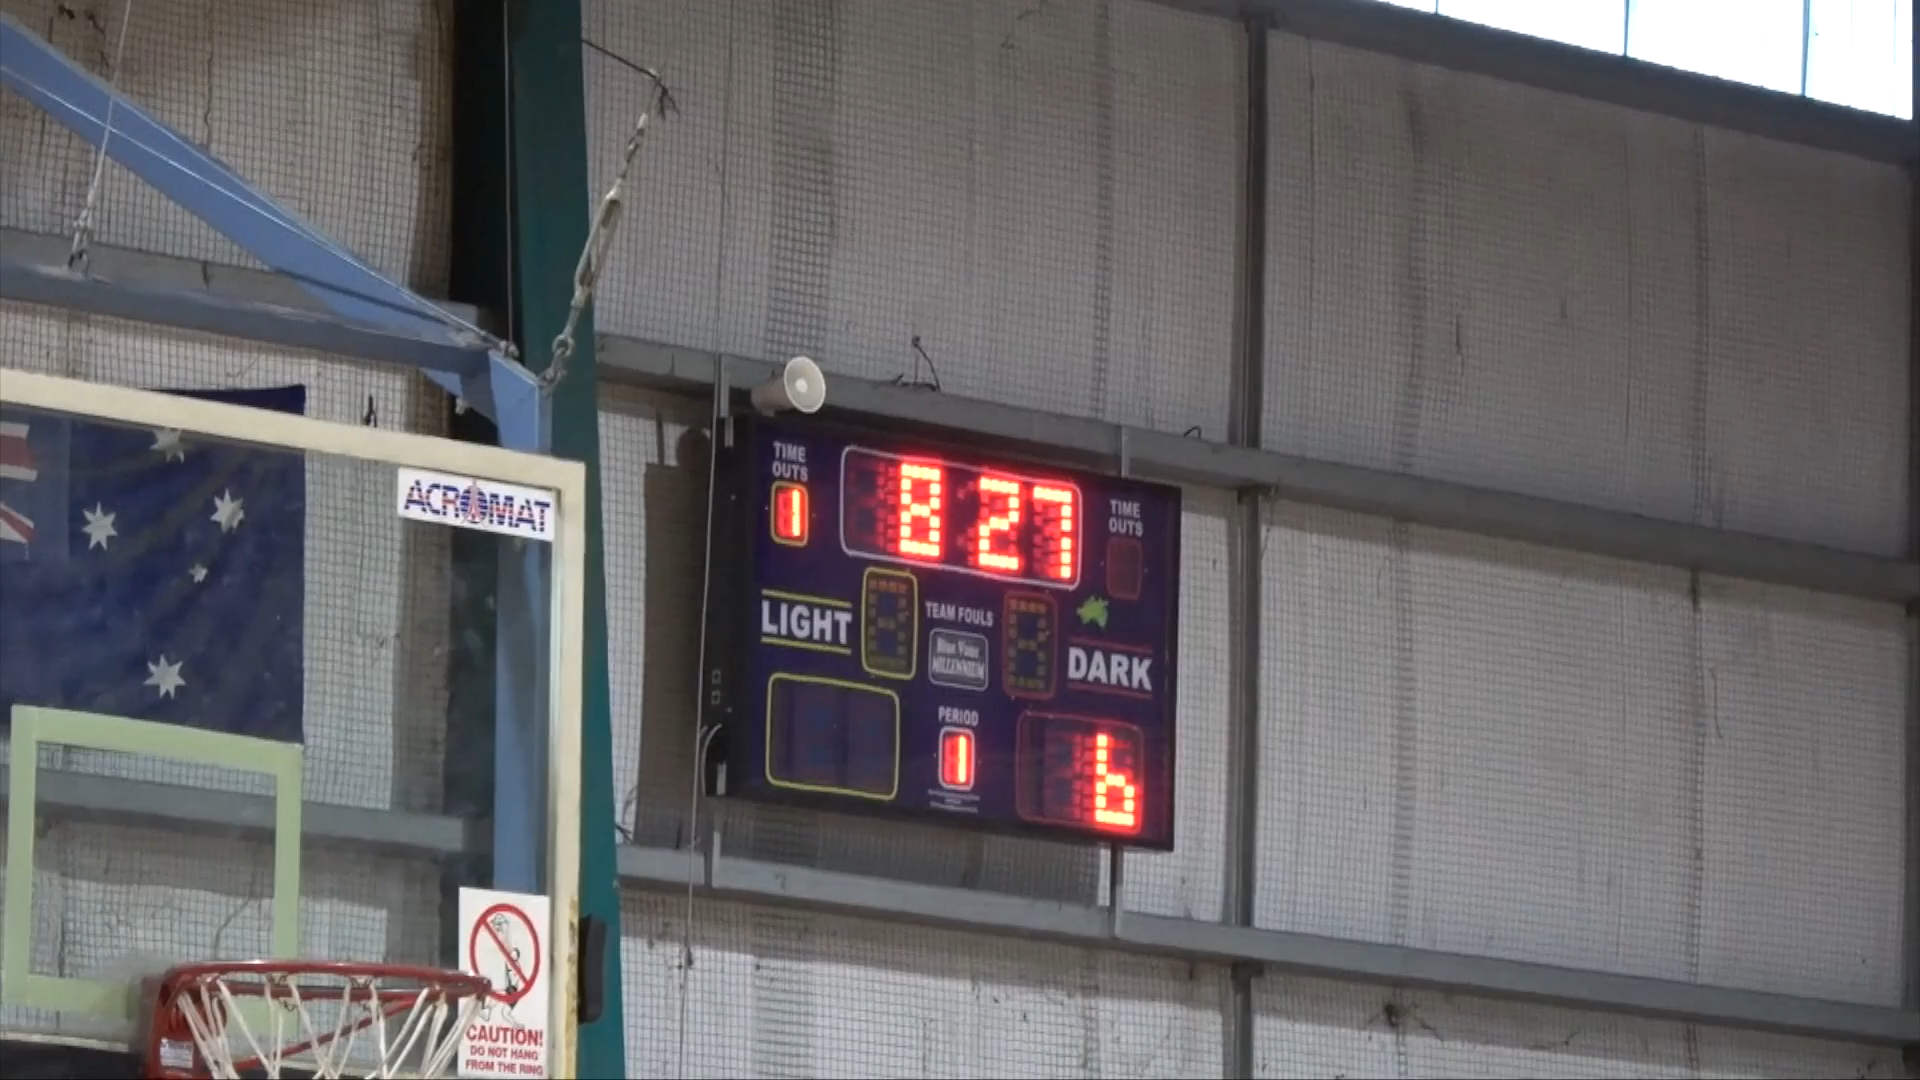 TIME
OUTS
1
8 27
TIME
OUTS
ACROMAT
LIGHT
TEAM FOULS
MILLENNIUM
DARK
PERIOD
1
6
CAUTION!
DO NOT HANG
FROM THE RING